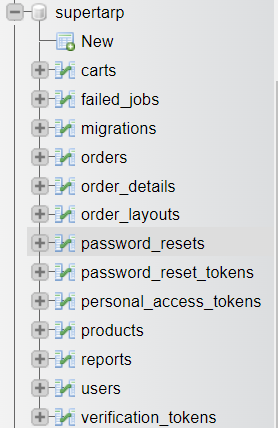 supertarp
New
carts
failed_jobs
migrations
orders
order_details
order_layouts
password_resets
password_reset_tokens
personal_access_tokens
products
reports
users
verification_tokens